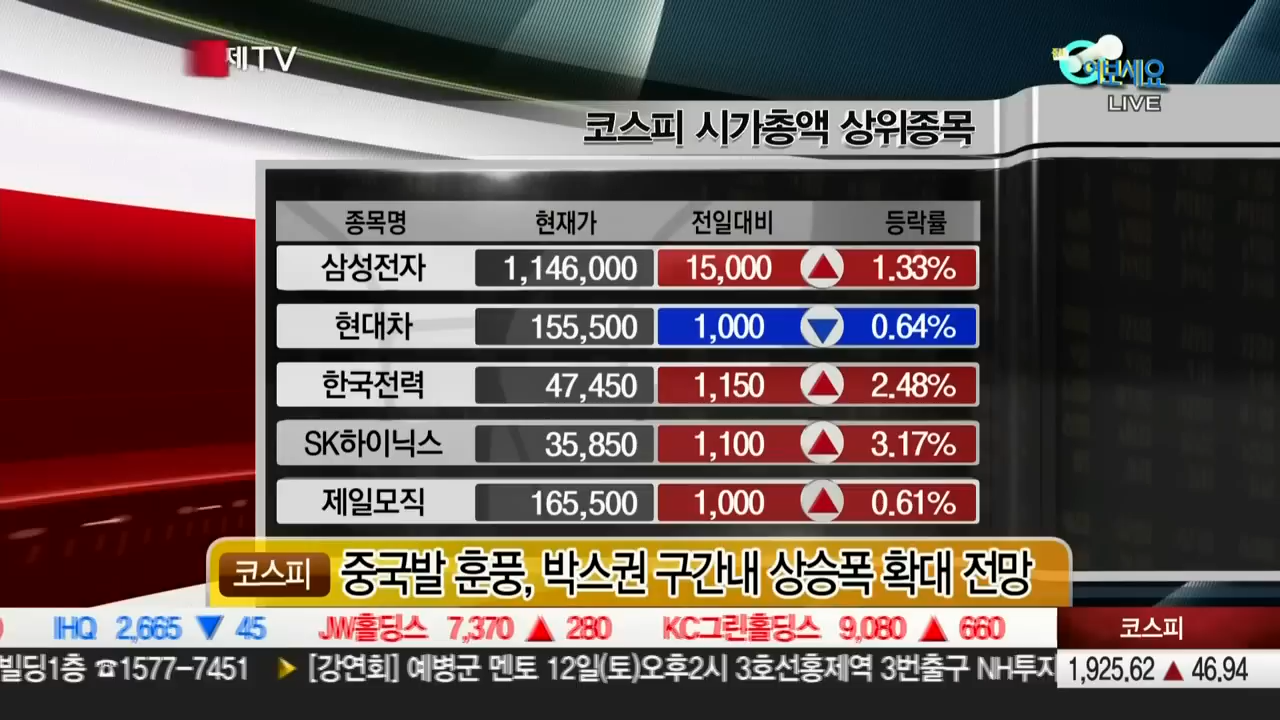 제TV
여보세요
LIVE
코스피 시가총액 상위종목
종목명 현재가 전일대비 등락률
삼성전자 1,146,000 15,000 ▲ 1.33%
현대차 155,500 1,000 ▼ 0.64%
한국전력 47,450 1,150 ▲ 2.48%
SK하이닉스 35,850 1,100 ▲ 3.17%
제일모직 165,500 1,000 ▲ 0.61%
코스피 중국발 훈풍, 박스권 구간내 상승폭 확대 전망
) IHQ 2,665 ▼ 45 JW홀딩스 7,370 ▲ 280 KC그린홀딩스 9,080 ▲ 660 코스피
빌딩1층 ☎1577-7451 ▶ [강연회] 예병군 멘토 12일(토)오후2시 3호선홍제역 3번출구 NH투자 1,925.62 ▲ 46.94